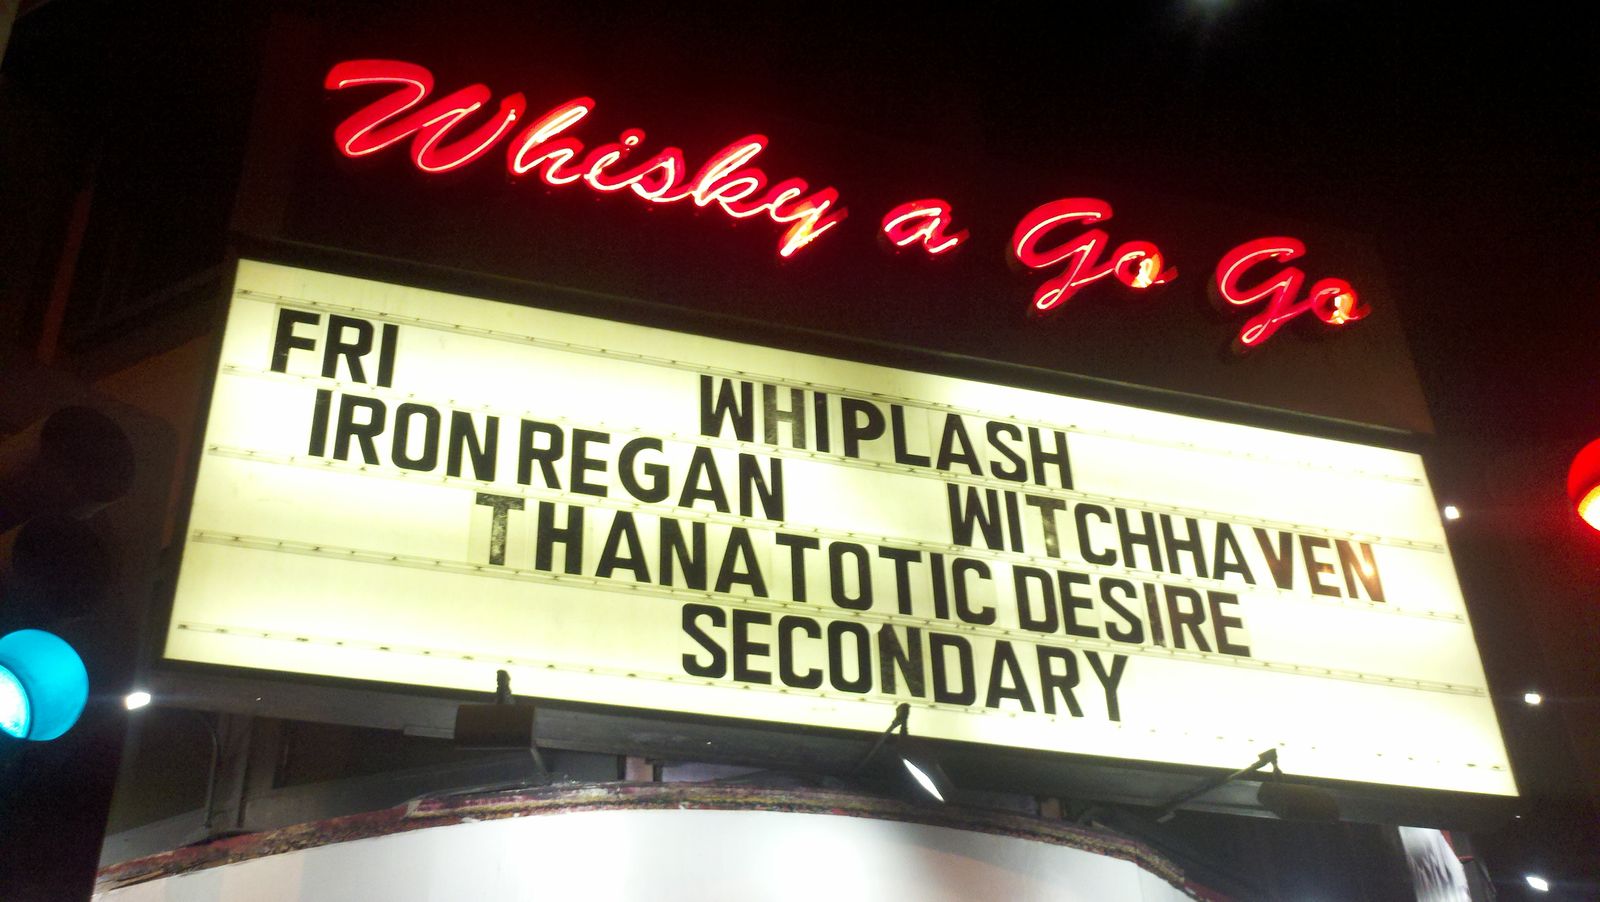 Whisky a Go Go
FRI
WHIPLASH
IRON REGAN
WITCHHAVEN
THANATOTIC DESIRE
SECONDARY